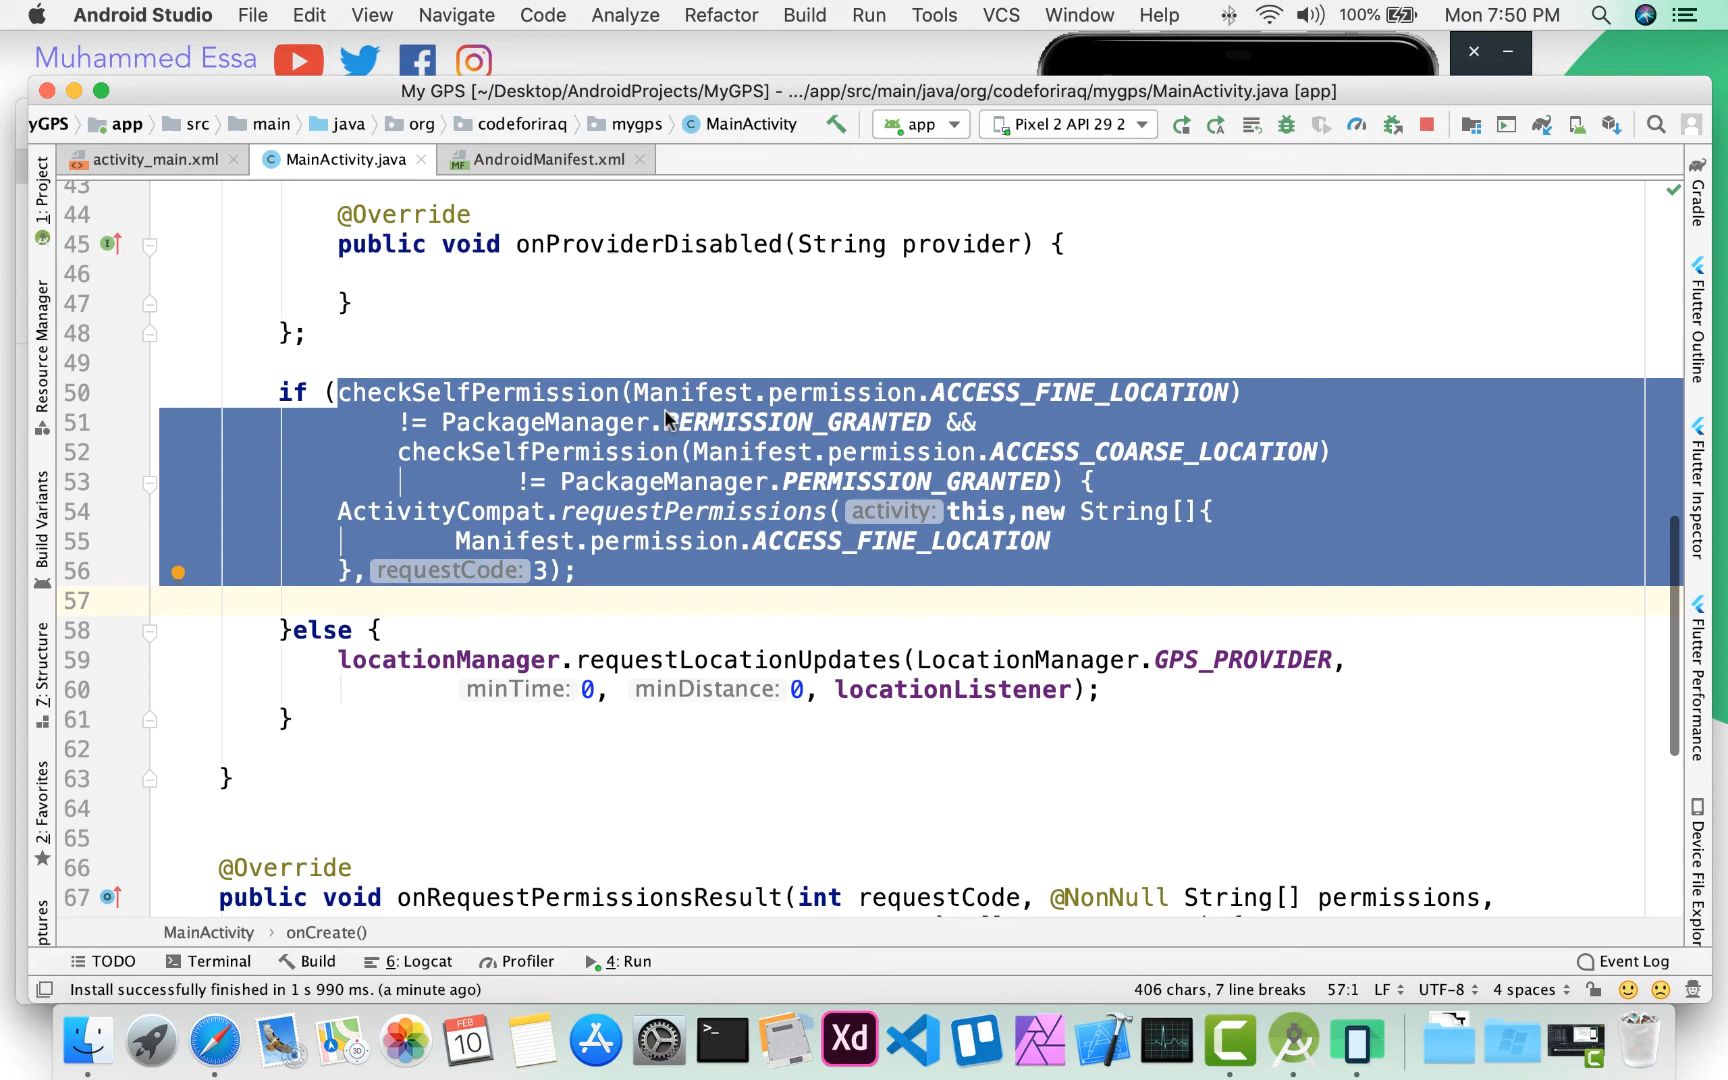 Android Studio File Edit View Navigate Code Analyze Refactor Build Run Tools VCS Window Help 100% Mon 7:50 PM
Muhammed Essa
My GPS [~/Desktop/AndroidProjects/MyGPS] - .../app/src/main/java/org/codeforiraq/mygps/MainActivity.java [app]
yGPS app src main java org codeforiraq mygps MainActivity app Pixel 2 API 29 2
activity_main.xml MainActivity.java AndroidManifest.xml
43
44 @Override
45 public void onProviderDisabled(String provider) {
46
47 }
48 };
49
50 if (checkSelfPermission(Manifest.permission.ACCESS_FINE_LOCATION)
51 != PackageManager.PERMISSION_GRANTED &&
52 checkSelfPermission(Manifest.permission.ACCESS_COARSE_LOCATION)
53 != PackageManager.PERMISSION_GRANTED) {
54 ActivityCompat.requestPermissions( activity: this,new String[]{
55 Manifest.permission.ACCESS_FINE_LOCATION
56 }, requestCode: 3);
57
58 }else {
59 locationManager.requestLocationUpdates(LocationManager.GPS_PROVIDER,
60 minTime: 0, minDistance: 0, locationListener);
61 }
62
63 }
64
65
66 @Override
67 public void onRequestPermissionsResult(int requestCode, @NonNull String[] permissions,
1: Project
Resource Manager
Build Variants
7: Structure
2: Favorites
ptures
Gradle
Flutter Outline
Flutter Inspector
Flutter Performance
Device File Explor
MainActivity › onCreate()
TODO Terminal Build 6: Logcat Profiler 4: Run Event Log
Install successfully finished in 1 s 990 ms. (a minute ago) 406 chars, 7 line breaks 57:1 LF UTF-8 4 spaces
FEB
10
3D
>_
Xd
C
C